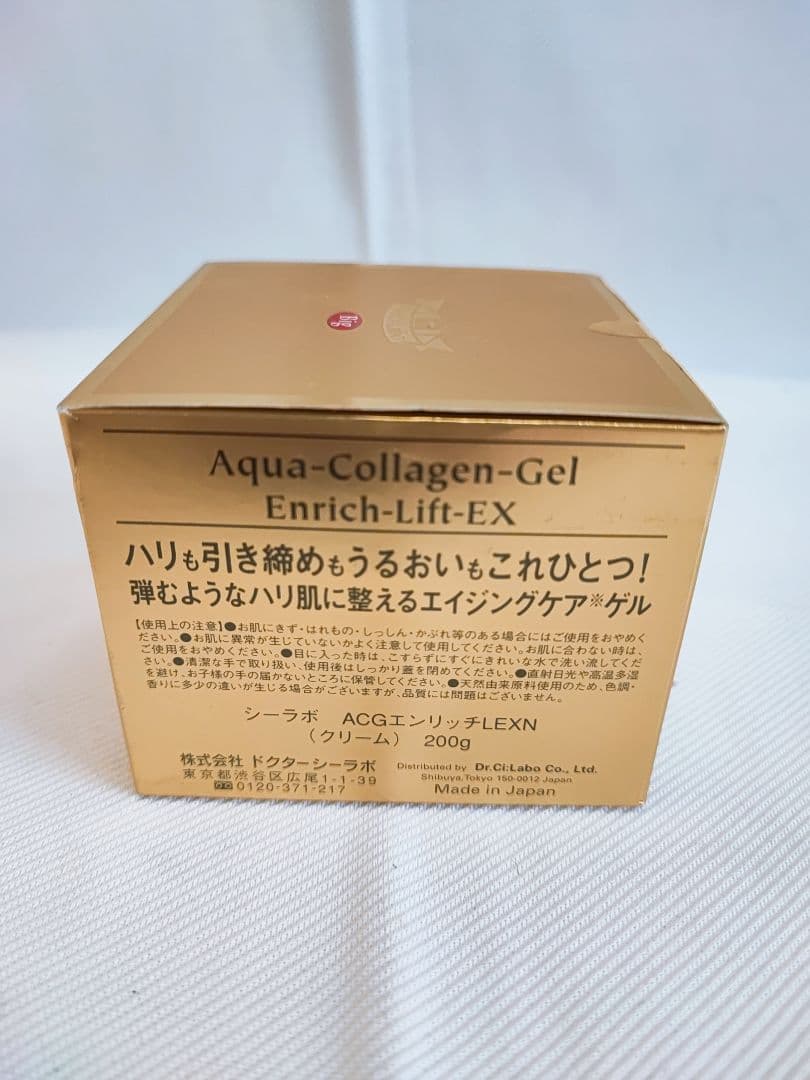 Big
Aqua-Collagen-Gel
Enrich-Lift-EX
ハリも引き締めもうるおいもこれひとつ!
弾むようなハリ肌に整えるエイジングケア※ゲル
【使用上の注意】●お肌にきず・はれもの・しっしん・かぶれ等のある場合にはご使用をおやめく
ださい。●お肌に異常が生じていないかよく注意して使用してください。お肌に合わない時は、
ご使用をおやめください。●目に入った時は、こすらずにすぐにきれいな水で洗い流してくだ
さい。●清潔な手で取り扱い、使用後はしっかり蓋を閉めてください。●直射日光や高温多湿
を避け、お子様の手の届かないところに保管してください。●天然由来原料使用のため、色調・
香りに多少の違いが生じる場合がございますが、品質には問題はございません。
シーラボ ACGエンリッチLEXN
(クリーム) 200g
株式会社 ドクターシーラボ
東京都渋谷区広尾1-1-39
0120-371-217
Distributed by Dr.Ci:Labo Co., Ltd.
Shibuya,Tokyo 150-0012 Japan
Made in Japan